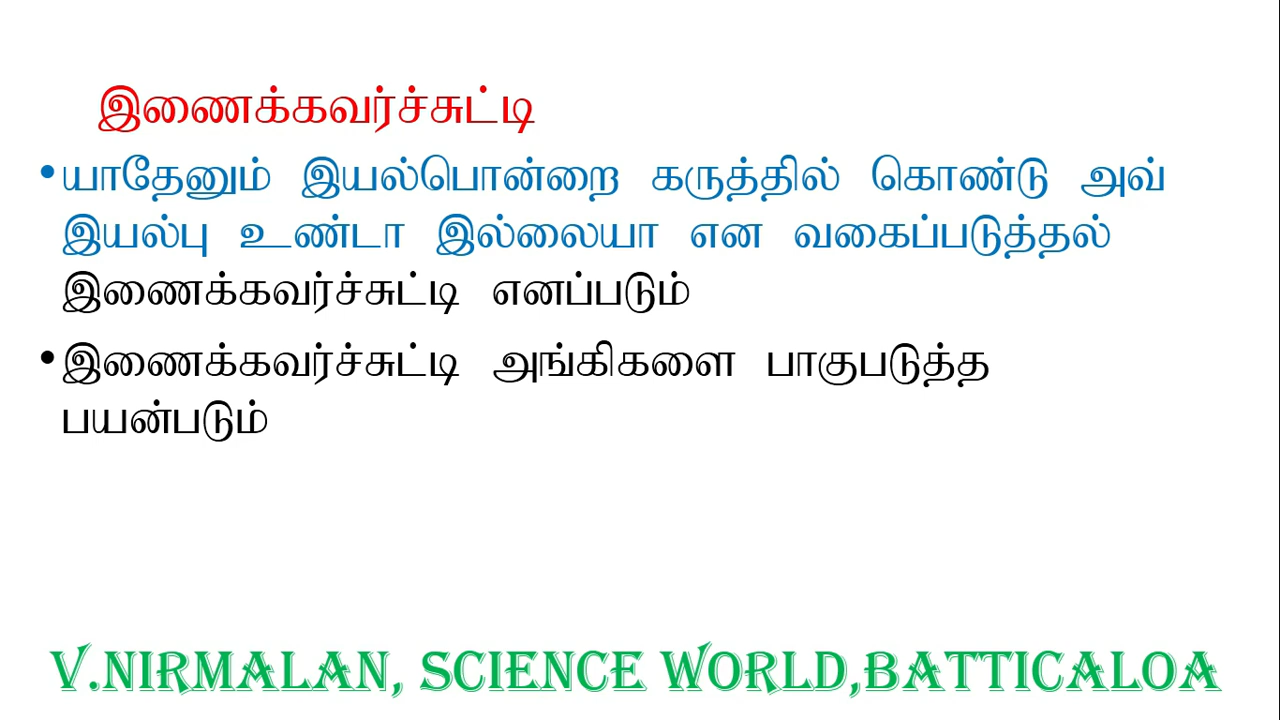 இணைக்கவர்ச்சுட்டி
•யாதேனும் இயல்பொன்றை கருத்தில் கொண்டு அவ்
இயல்பு உண்டா இல்லையா என வகைப்படுத்தல்
இணைக்கவர்ச்சுட்டி எனப்படும்
•இணைக்கவர்ச்சுட்டி அங்கிகளை பாகுபடுத்த
பயன்படும்
V.NIRMALAN, SCIENCE WORLD,BATTICALOA